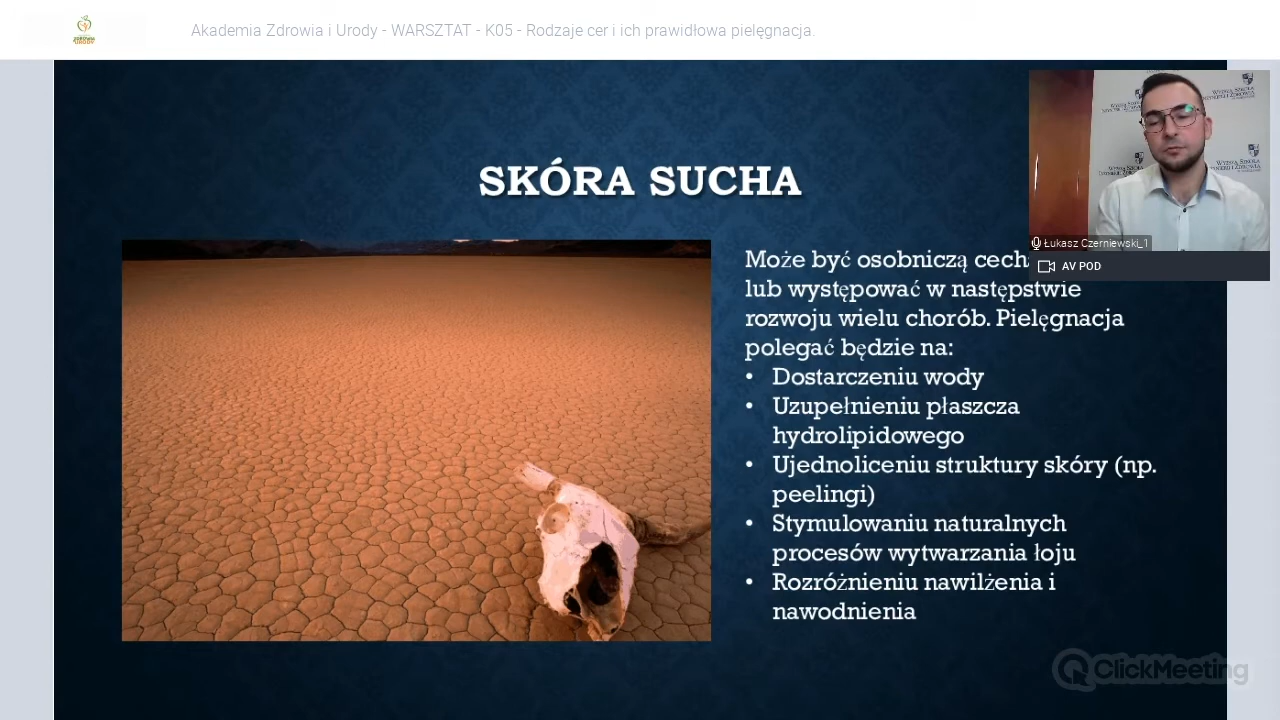 ZDROWIA
URODY
Akademia Zdrowia i Urody - WARSZTAT - K05 - Rodzaje cer i ich prawidłowa pielęgnacja.
SKÓRA SUCHA
Łukasz Czerniewski_1
AV POD
Może być osobniczą
lub występować w następstwie
rozwoju wielu chorób. Pielęgnacja
polegać będzie na:
• Dostarczeniu wody
• Uzupełnieniu płaszcza
hydrolipidowego
• Ujednoliceniu struktury skóry (np.
peelingi)
• Stymulowaniu naturalnych
procesów wytwarzania łoju
• Rozróżnieniu nawilżenia i
nawodnienia
ClickMeeting